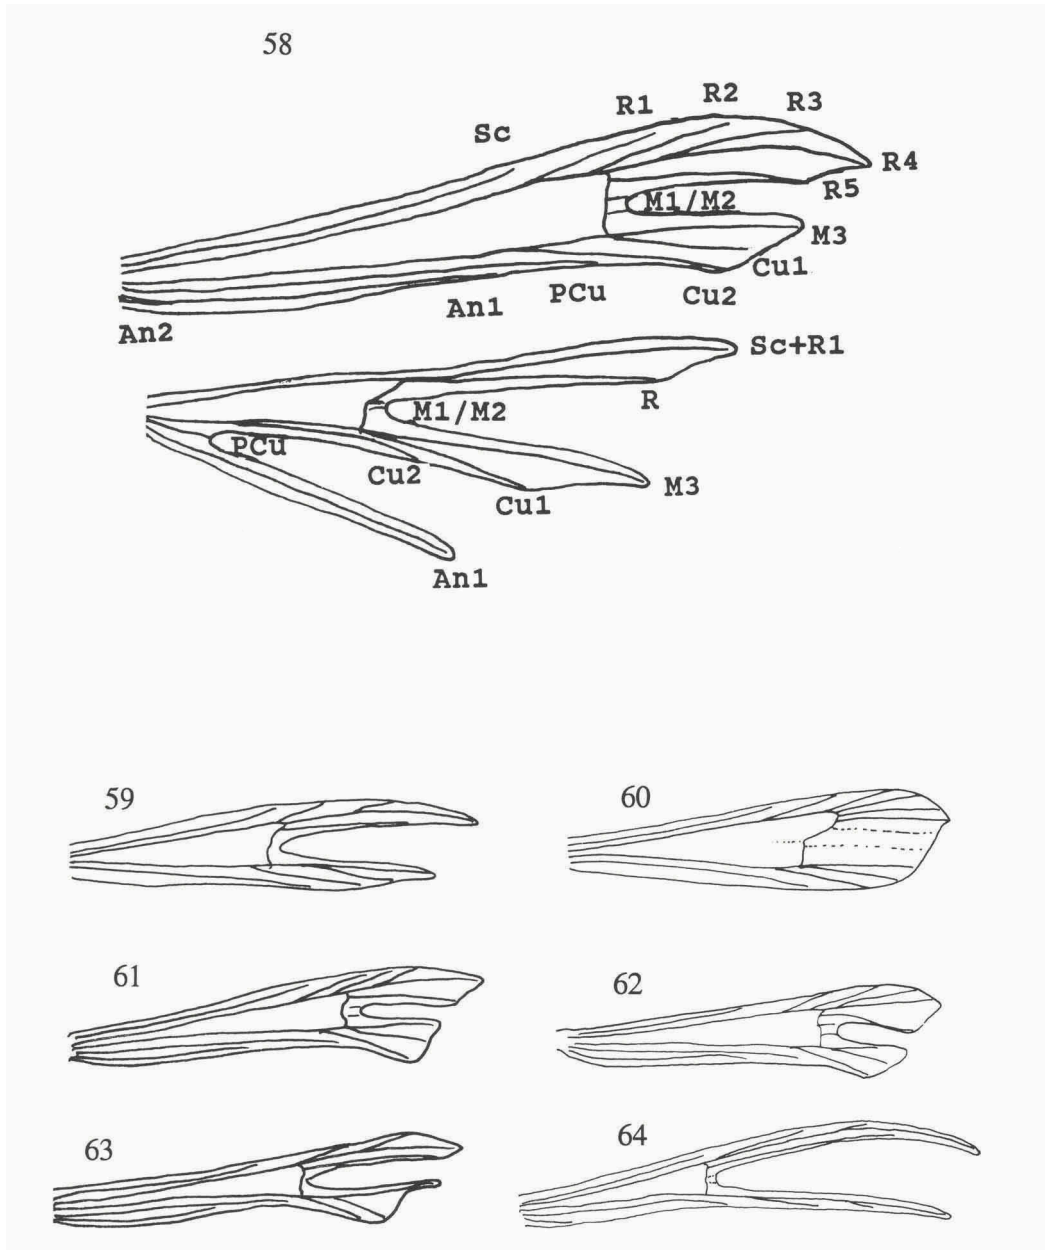 58
Sc R1 R2 R3
R4
R5
M1/M2
M3
Cu1
Cu2
PCu
An1
An2
Sc+R1
R
M1/M2
PCu
Cu2
Cu1
M3
An1
59 60
61 62
63 64